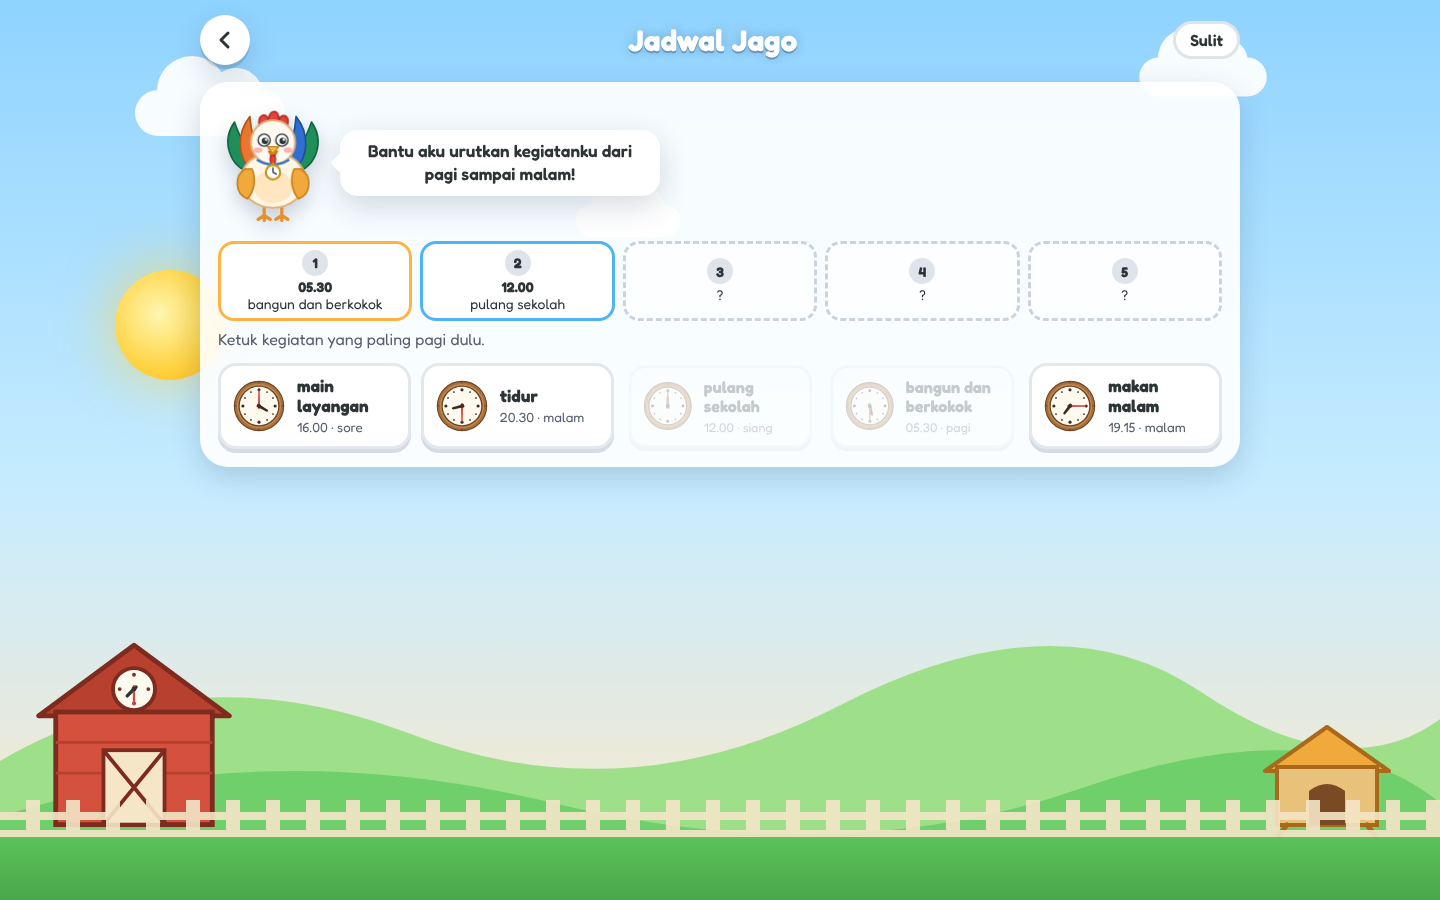 Jadwal Jago
Sulit
Bantu aku urutkan kegiatanku dari
pagi sampai malam!
1
05.30
bangun dan berkokok
2
12.00
pulang sekolah
3
?
4
?
5
?
Ketuk kegiatan yang paling pagi dulu.
main
layangan
16.00 · sore
tidur
20.30 · malam
pulang
sekolah
12.00 · siang
bangun dan
berkokok
05.30 · pagi
makan
malam
19.15 · malam